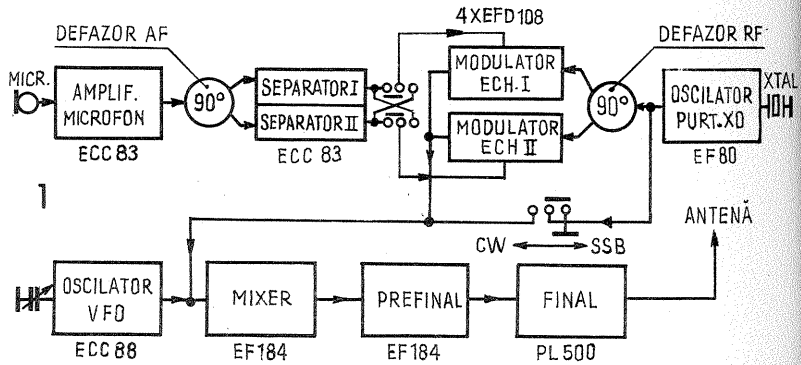 4XEFD108
DEFAZOR AF
DEFAZOR RF
MICR.
AMPLIF.
MICROFON
ECC 83
90°
SEPARATOR I
SEPARATOR II
ECC 83
MODULATOR
ECH. I
MODULATOR
ECH II
90°
OSCILATOR
PURT. XO
EF80
XTAL
1
CW
SSB
ANTENĂ
OSCILATOR
VFO
ECC 88
MIXER
EF184
PREFINAL
EF184
FINAL
PL500